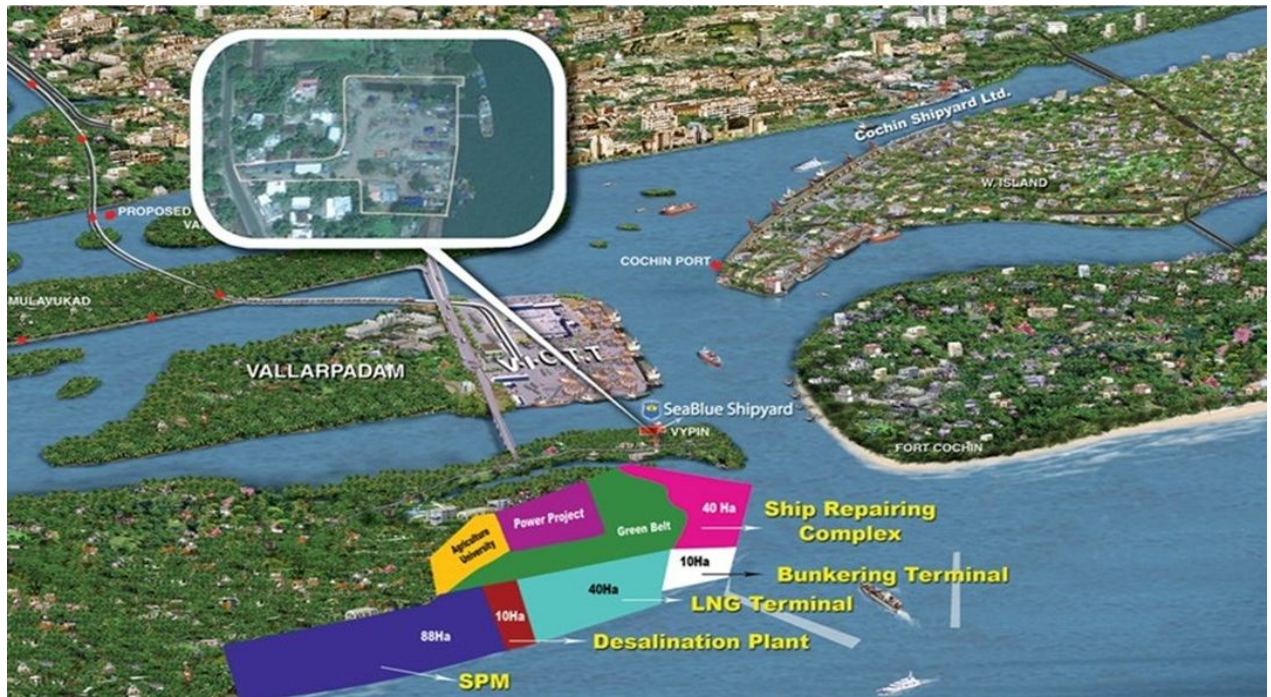 Cochin Shipyard Ltd.
W. ISLAND
PROPOSED
VA
COCHIN PORT
MULAVUKAD
VALLARPADAM
V.I.C.T.T
SeaBlue Shipyard
VYPIN
FORT COCHIN
40 Ha
Ship Repairing
Complex
Power Project
Green Belt
Agriculture
University
10Ha
Bunkering Terminal
40Ha
LNG Terminal
10Ha
Desalination Plant
88Ha
SPM